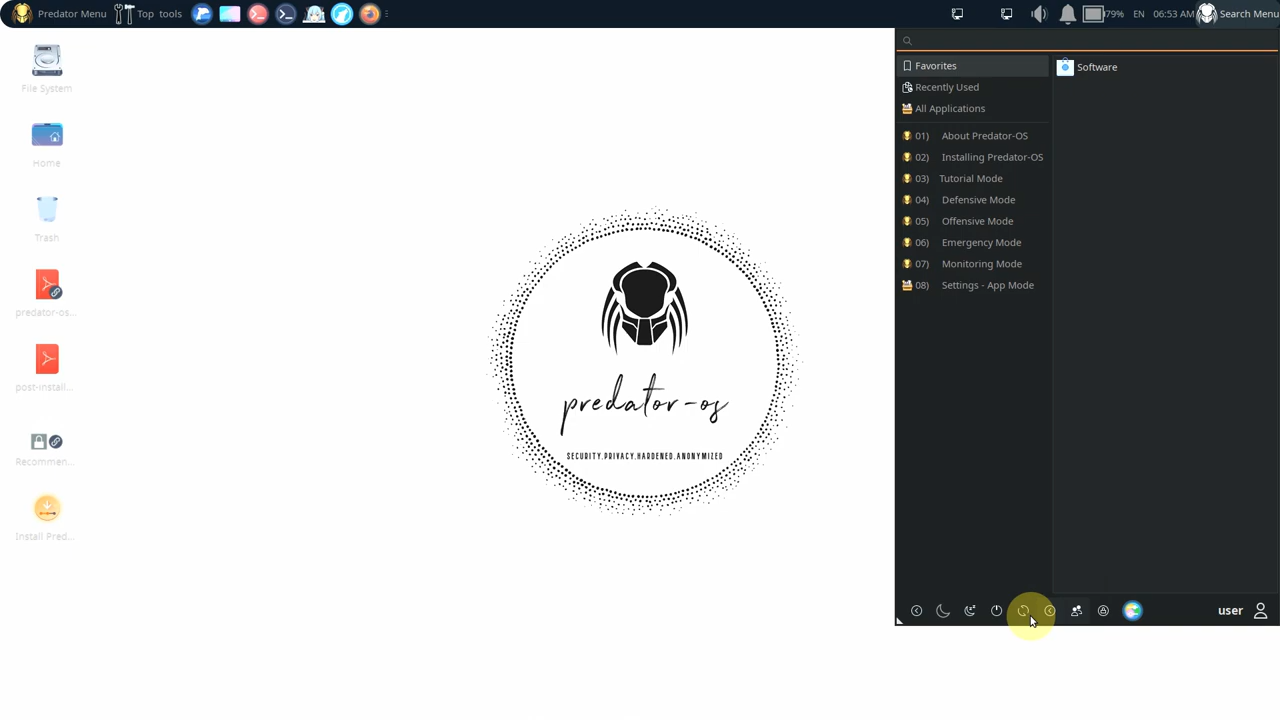 Predator Menu
Top tools
79%
EN
06:53 AM
Search Menu
File System
Home
Trash
predator-os...
post-install...
Recommen...
Install Pred...
predator-os
SECURITY.PRIVACY.HARDENED.ANONYMIZED
Favorites
Recently Used
All Applications
01) About Predator-OS
02) Installing Predator-OS
03) Tutorial Mode
04) Defensive Mode
05) Offensive Mode
06) Emergency Mode
07) Monitoring Mode
08) Settings - App Mode
Software
user